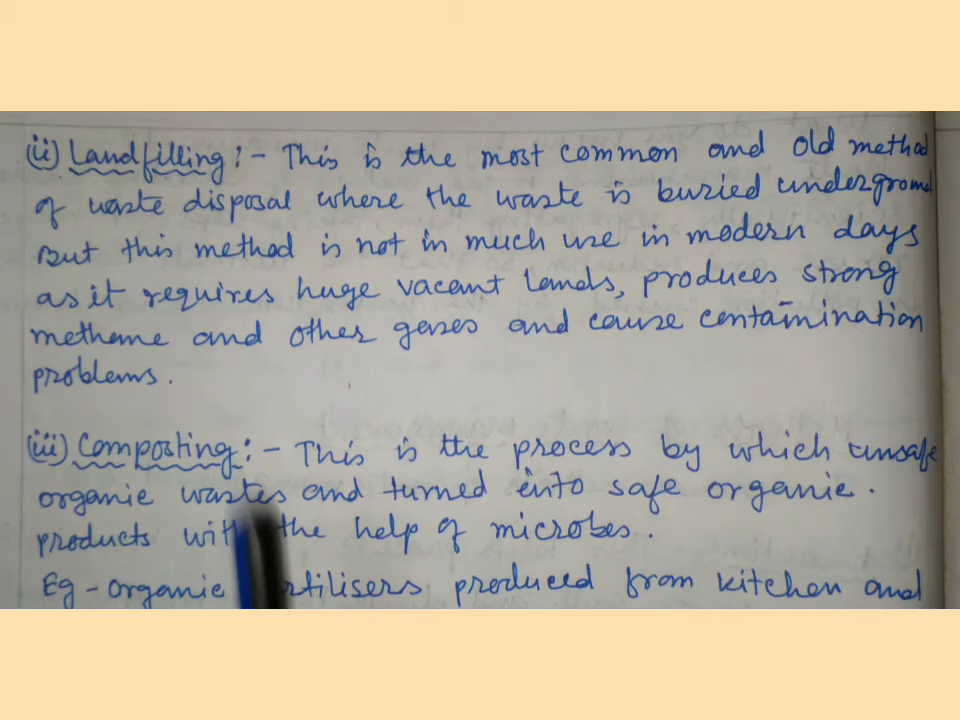 (ii) Landfilling :- This is the most common and old method
of waste disposal where the waste is buried underground
But this method is not in much use in modern days
as it requires huge vacant lands, produces strong
methane and other gases and cause contamination
problems.
(iii) Composting :- This is the process by which unsafe
organic wastes and turned into safe organic.
products with the help of microbes.
Eg - organic produced from kitchen and